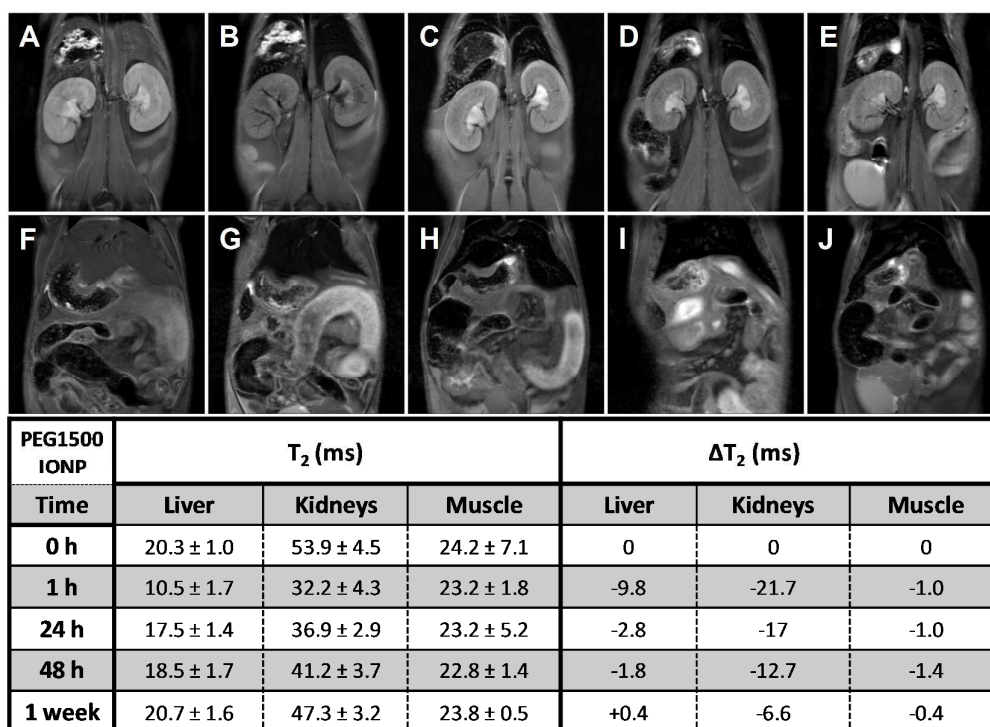 A B C D E
F G H I J
PEG1500
IONP T₂ (ms) ΔT₂ (ms)
Time Liver Kidneys Muscle Liver Kidneys Muscle
0 h 20.3 ± 1.0 53.9 ± 4.5 24.2 ± 7.1 0 0 0
1 h 10.5 ± 1.7 32.2 ± 4.3 23.2 ± 1.8 -9.8 -21.7 -1.0
24 h 17.5 ± 1.4 36.9 ± 2.9 23.2 ± 5.2 -2.8 -17 -1.0
48 h 18.5 ± 1.7 41.2 ± 3.7 22.8 ± 1.4 -1.8 -12.7 -1.4
1 week 20.7 ± 1.6 47.3 ± 3.2 23.8 ± 0.5 +0.4 -6.6 -0.4